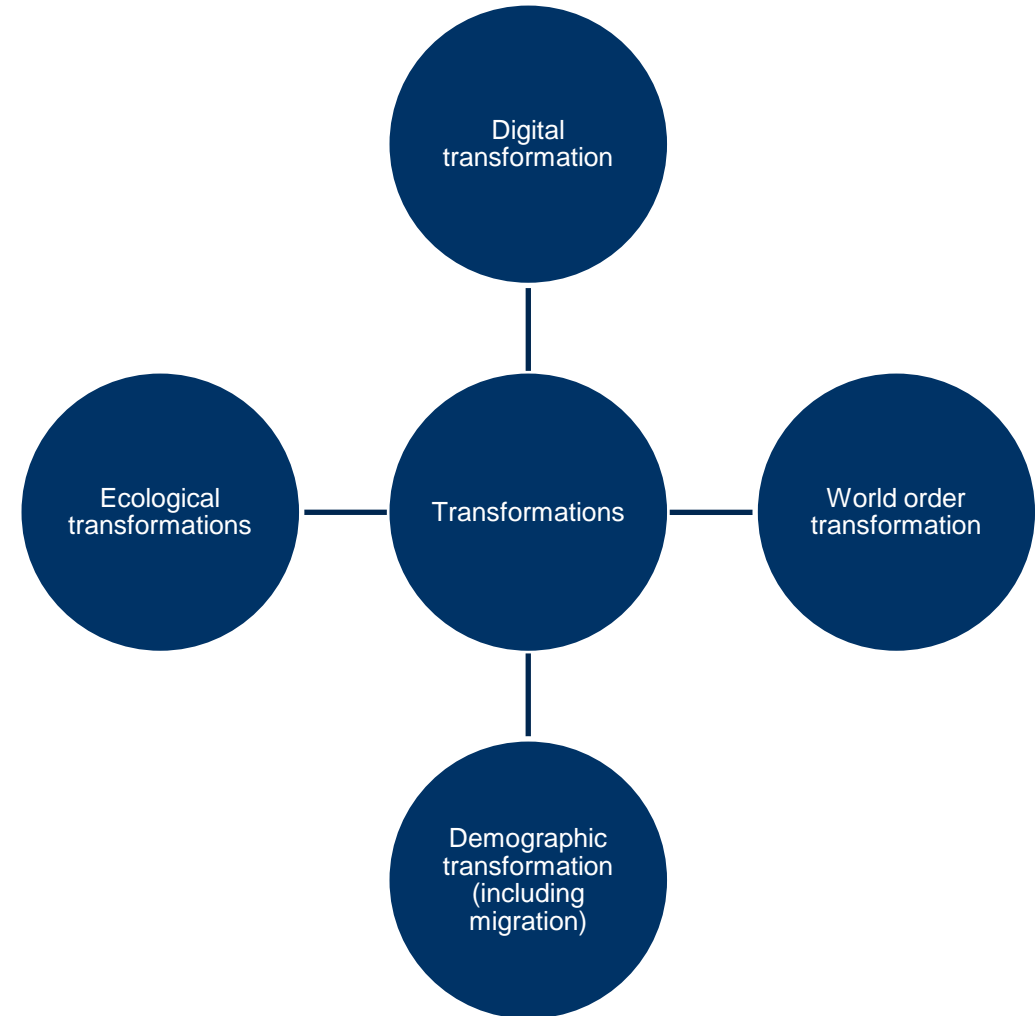 Digital
transformation
Ecological
transformations
Transformations
World order
transformation
Demographic
transformation
(including
migration)